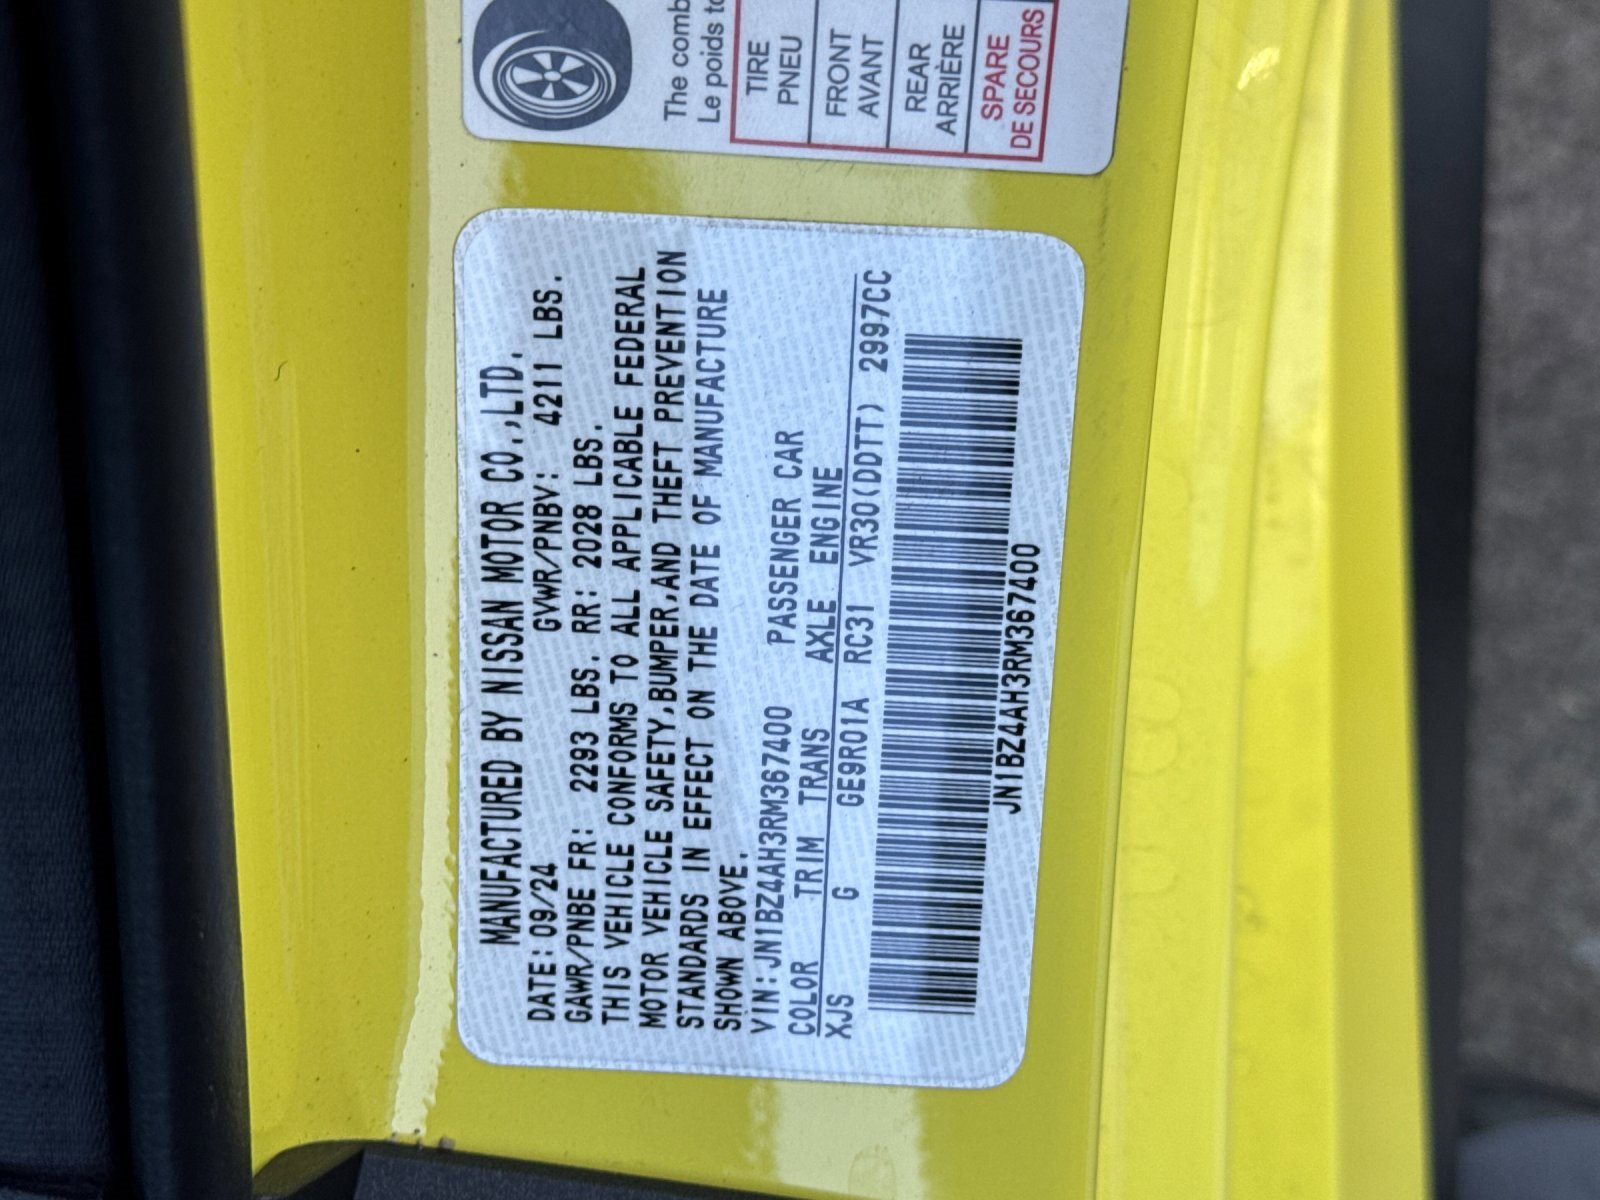 The comb
Le poids to
TIRE
PNEU
FRONT
AVANT
REAR
ARRIÈRE
SPARE
DE SECOURS
MANUFACTURED BY NISSAN MOTOR CO.,LTD.
DATE: 09/24 GVWR/PNBV: 4211 LBS.
GAWR/PNBE FR: 2293 LBS. RR: 2028 LBS.
THIS VEHICLE CONFORMS TO ALL APPLICABLE FEDERAL
MOTOR VEHICLE SAFETY,BUMPER,AND THEFT PREVENTION
STANDARDS IN EFFECT ON THE DATE OF MANUFACTURE
SHOWN ABOVE.
VIN:JN1BZ4AH3RM367400 PASSENGER CAR
COLOR TRIM TRANS AXLE ENGINE
XJS G GE9R01A RC31 VR30(DDTT) 2997CC
JN1BZ4AH3RM367400